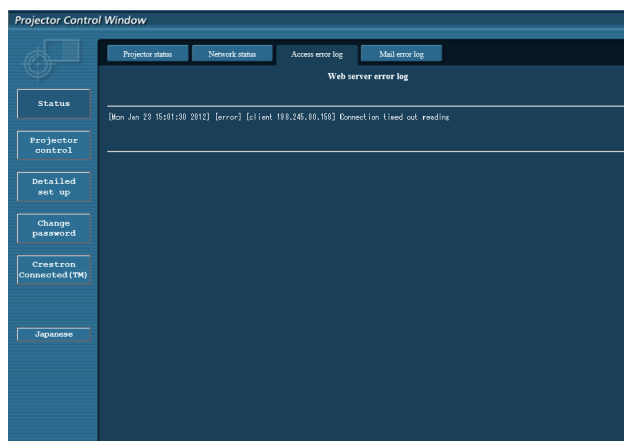 Projector Control Window
Projector status
Network status
Access error log
Mail error log
Web server error log
Status
[Mon Jan 23 15:01:30 2012] [error] [client 198.245.80.158] Connection timed out reading
Projector
control
Detailed
set up
Change
password
Crestron
Connected(TM)
Japanese